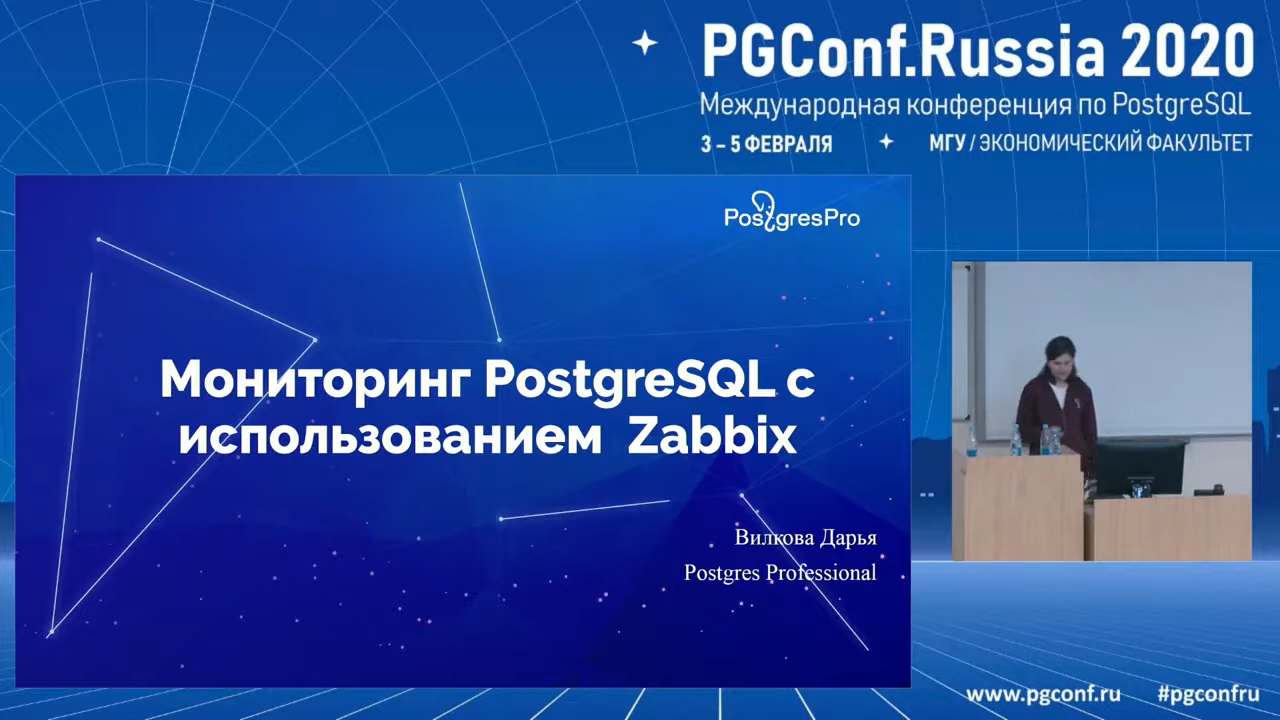 PGConf.Russia 2020
Международная конференция по PostgreSQL
3 – 5 ФЕВРАЛЯ МГУ / ЭКОНОМИЧЕСКИЙ ФАКУЛЬТЕТ
PostgresPro
Мониторинг PostgreSQL с
использованием Zabbix
Вилкова Дарья
Postgres Professional
www.pgconf.ru #pgconfru